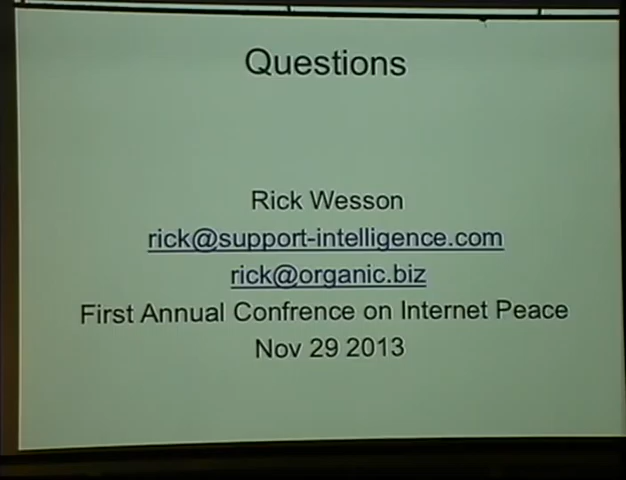 Questions
Rick Wesson
rick@support-intelligence.com
rick@organic.biz
First Annual Confrence on Internet Peace
Nov 29 2013